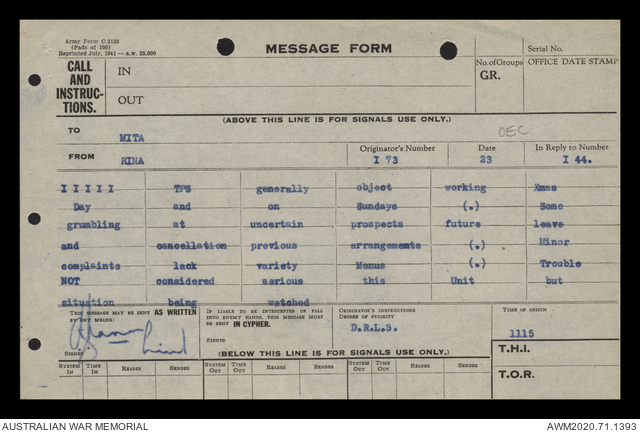 Army Form C.2128
(Pads of 100)
Reprinted July, 1941 — s.w. 25,000
MESSAGE FORM
Serial No.
CALL AND INSTRUC-TIONS.
IN
OUT
No. of Groups
GR.
OFFICE DATE STAMP
(ABOVE THIS LINE IS FOR SIGNALS USE ONLY.)
TO MITA
DEC
FROM RINA
Originator's Number
I 73
Date
23
In Reply to Number
I 44.
I I I I I TPS generally object working Xmas
Day and on Sundays (.) Some
grumbling at uncertain prospects future leave
and cancellation previous arrangements (.) Minor
complaints lack variety Menus (.) Trouble
NOT considered serious this Unit but
situation being watched
THIS MESSAGE MAY BE SENT AS WRITTEN BY ANY MEANS.
SIGNED
IF LIABLE TO BE INTERCEPTED OR FALL INTO ENEMY HANDS, THIS MESSAGE MUST BE SENT IN CYPHER.
SIGNED
ORIGINATOR'S INSTRUCTIONS
DEGREE OF PRIORITY
D.R.L.S.
TIME OF ORIGIN
1115
T.H.I.
T.O.R.
(BELOW THIS LINE IS FOR SIGNALS USE ONLY.)
SYSTEM IN TIME IN READER SENDER SYSTEM OUT TIME OUT READER SENDER SYSTEM OUT TIME OUT READER SENDER
AUSTRALIAN WAR MEMORIAL
AWM2020.71.1393